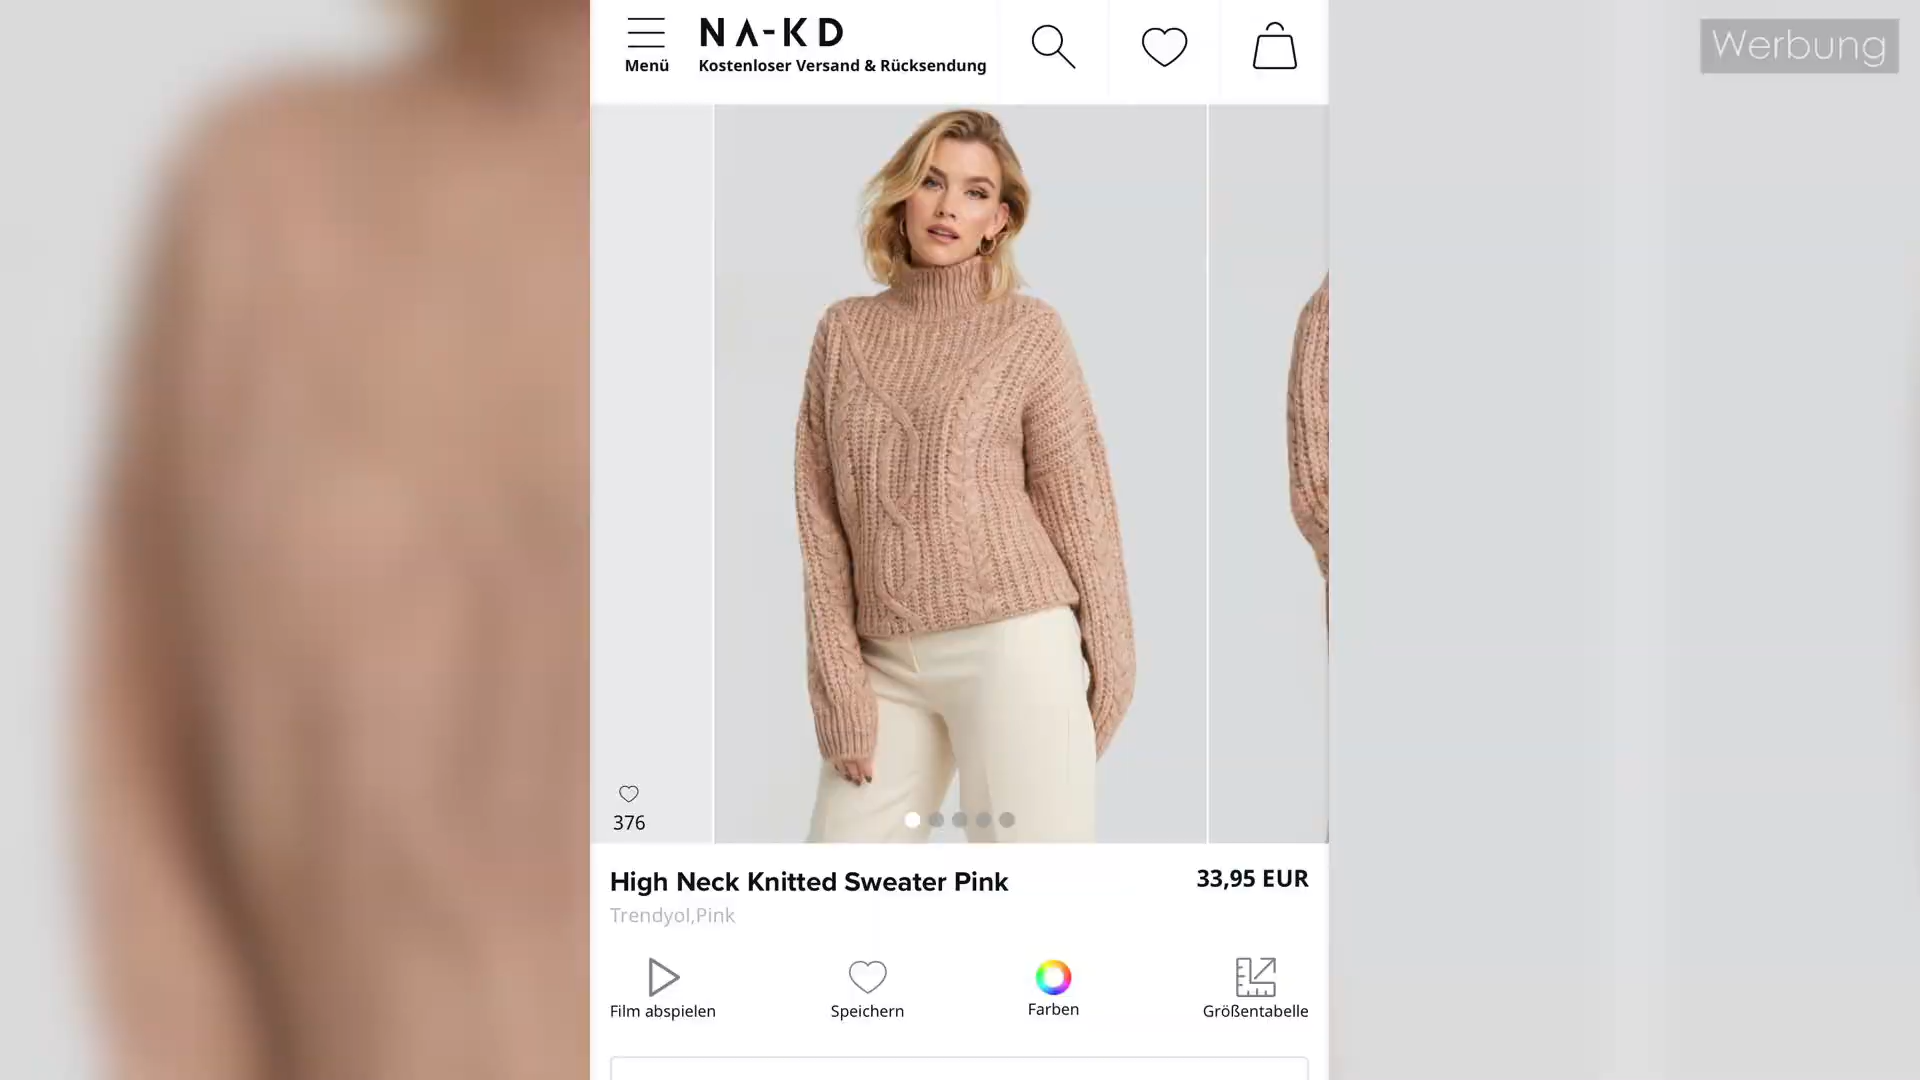 NA-KD
Menü
Kostenloser Versand & Rücksendung
Werbung
376
High Neck Knitted Sweater Pink
33,95 EUR
Trendyol,Pink
Film abspielen
Speichern
Farben
Größentabelle